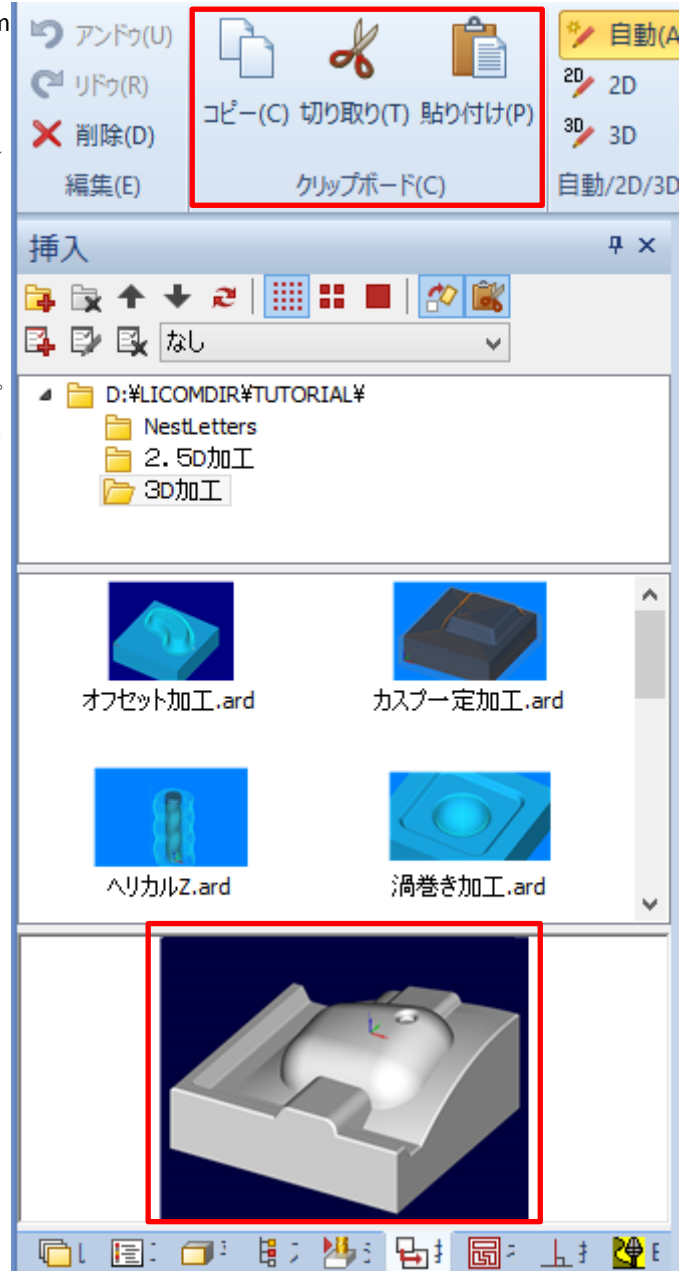 アンドゥ(U)
リドゥ(R)
削除(D)
編集(E)
コピー(C) 切り取り(T) 貼り付け(P)
クリップボード(C)
自動(A
2D 2D
3D 3D
自動/2D/3D
挿入
なし
D:¥LICOMDIR¥TUTORIAL¥
NestLetters
2.5D加工
3D加工
オフセット加工.ard
カスプ一定加工.ard
ヘリカルZ.ard
渦巻き加工.ard